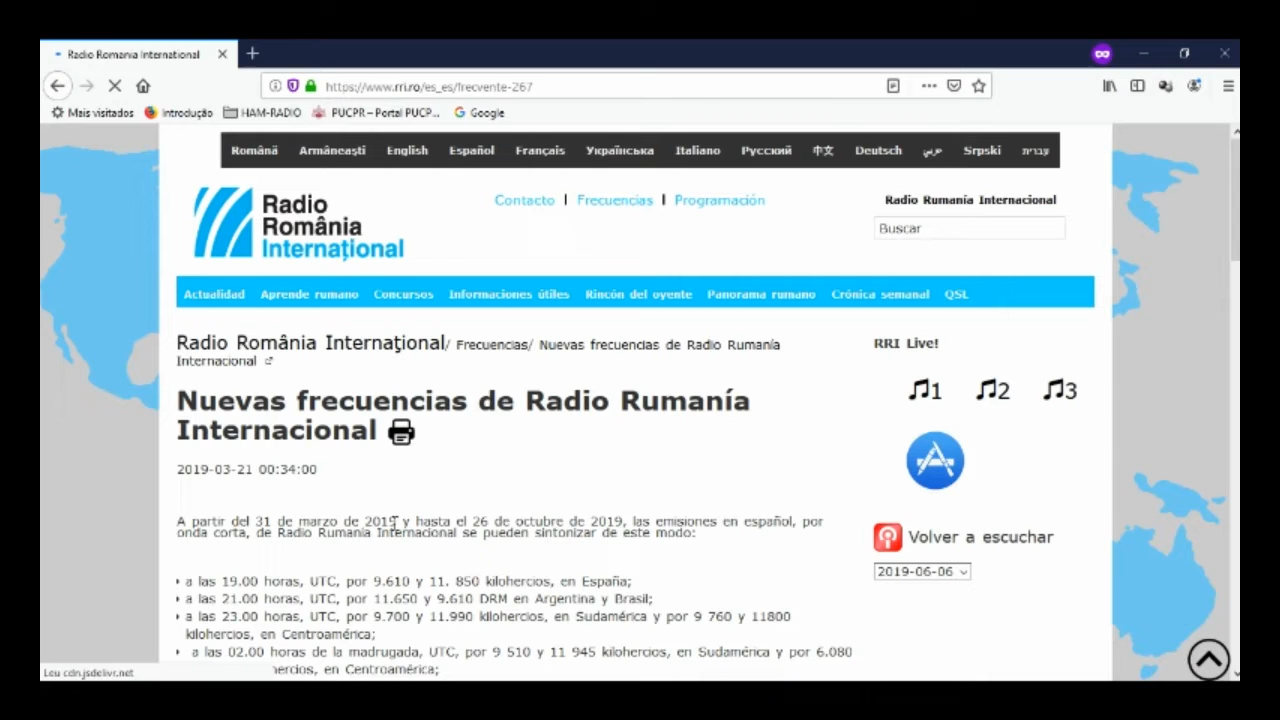 Radio Romania International
https://www.rri.ro/es_es/frecvente-267
Mais visitados Introdução HAM-RADIO PUCPR – Portal PUCP... Google
Română Armâneaşti English Español Français Українська Italiano Русский 中文 Deutsch عربي Srpski עברית
Radio
România
Internaţional
Contacto | Frecuencias | Programación
Radio Rumania Internacional
Buscar
Actualidad Aprende rumano Concursos Informaciones útiles Rincón del oyente Panorama rumano Crónica semanal QSL
Radio România Internaţional/ Frecuencias/ Nuevas frecuencias de Radio Rumanía
Internacional
RRI Live!
1 2 3
Nuevas frecuencias de Radio Rumanía
Internacional
2019-03-21 00:34:00
A partir del 31 de marzo de 2019 y hasta el 26 de octubre de 2019, las emisiones en español, por
onda corta, de Radio Rumania Internacional se pueden sintonizar de este modo:
Volver a escuchar
2019-06-06
a las 19.00 horas, UTC, por 9.610 y 11. 850 kilohercios, en España;
a las 21.00 horas, UTC, por 11.650 y 9.610 DRM en Argentina y Brasil;
a las 23.00 horas, UTC, por 9.700 y 11.990 kilohercios, en Sudamérica y por 9 760 y 11800
kilohercios, en Centroamérica;
a las 02.00 horas de la madrugada, UTC, por 9 510 y 11 945 kilohercios, en Sudamérica y por 6.080
hercios, en Centroamérica;
Leu cdn.jsdelivr.net